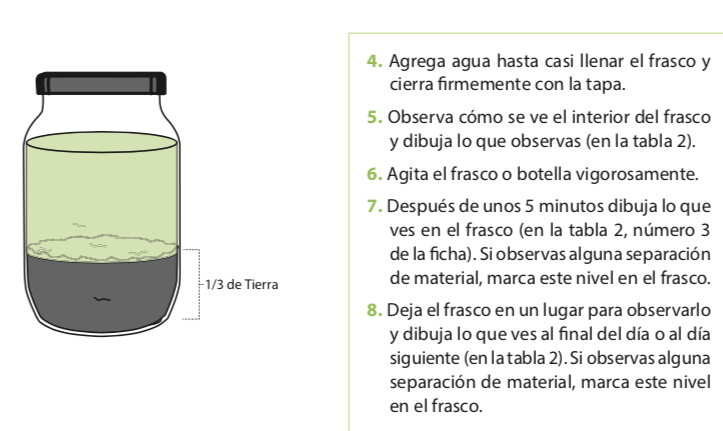 1/3 de Tierra
4. Agrega agua hasta casi llenar el frasco y
cierra firmemente con la tapa.
5. Observa cómo se ve el interior del frasco
y dibuja lo que observas (en la tabla 2).
6. Agita el frasco o botella vigorosamente.
7. Después de unos 5 minutos dibuja lo que
ves en el frasco (en la tabla 2, número 3
de la ficha). Si observas alguna separación
de material, marca este nivel en el frasco.
8. Deja el frasco en un lugar para observarlo
y dibuja lo que ves al final del día o al día
siguiente (en la tabla 2). Si observas alguna
separación de material, marca este nivel
en el frasco.